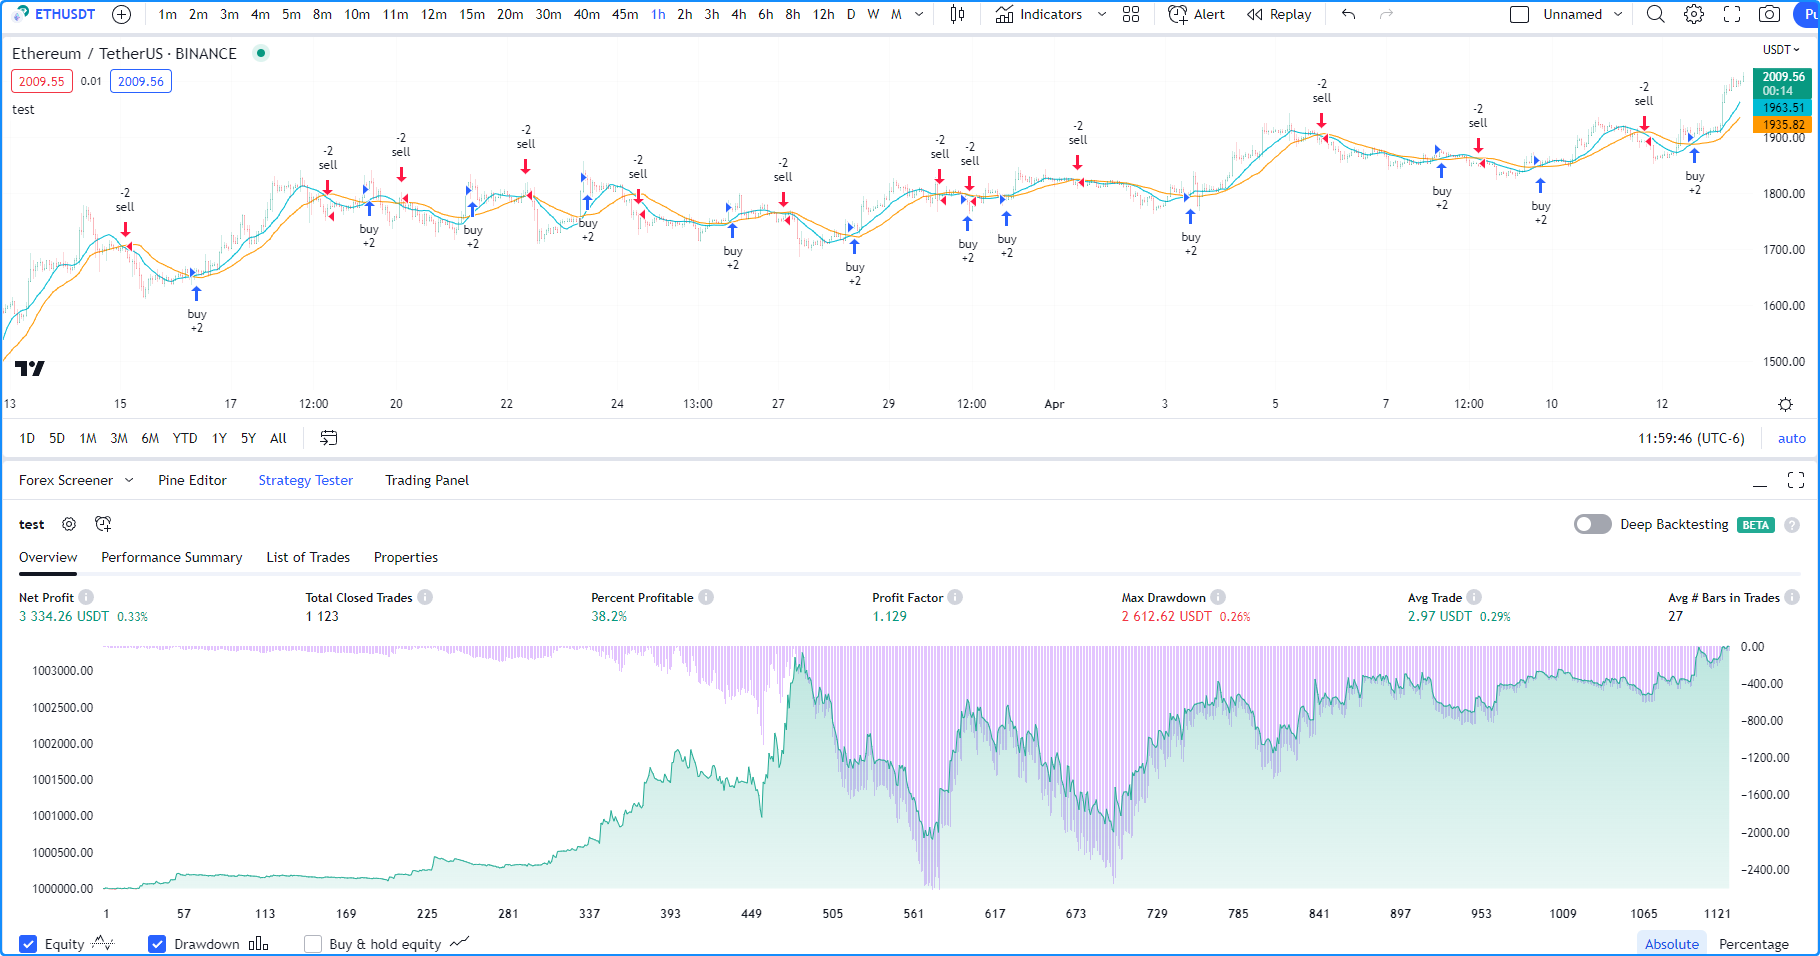 ETHUSDT 1m 2m 3m 4m 5m 8m 10m 11m 12m 15m 20m 30m 40m 45m 1h 2h 3h 4h 6h 8h 12h D W M Indicators Alert Replay Unnamed Pu
Ethereum / TetherUS · BINANCE
USDT
2009.55 0.01 2009.56
test
2009.56
00:14
1963.51
1935.82
1900.00
1800.00
1700.00
1600.00
1500.00
-2
sell
buy
+2
-2
sell
buy
+2
-2
sell
buy
+2
-2
sell
buy
+2
-2
sell
buy
+2
-2
sell
buy
+2
-2
sell
buy
+2
-2
sell
buy
+2
-2
sell
buy
+2
-2
sell
buy
+2
-2
sell
buy
+2
-2
sell
buy
+2
13 15 17 12:00 20 22 24 13:00 27 29 12:00 Apr 3 5 7 12:00 10 12
1D 5D 1M 3M 6M YTD 1Y 5Y All 11:59:46 (UTC-6) auto
Forex Screener Pine Editor Strategy Tester Trading Panel
test Deep Backtesting BETA ?
Overview Performance Summary List of Trades Properties
Net Profit Total Closed Trades Percent Profitable Profit Factor Max Drawdown Avg Trade Avg # Bars in Trades
3 334.26 USDT 0.33% 1 123 38.2% 1.129 2 612.62 USDT 0.26% 2.97 USDT 0.29% 27
1003000.00
1002500.00
1002000.00
1001500.00
1001000.00
1000500.00
1000000.00
0.00
−400.00
−800.00
−1200.00
−1600.00
−2000.00
−2400.00
1 57 113 169 225 281 337 393 449 505 561 617 673 729 785 841 897 953 1009 1065 1121
Equity Drawdown Buy & hold equity Absolute Percentage